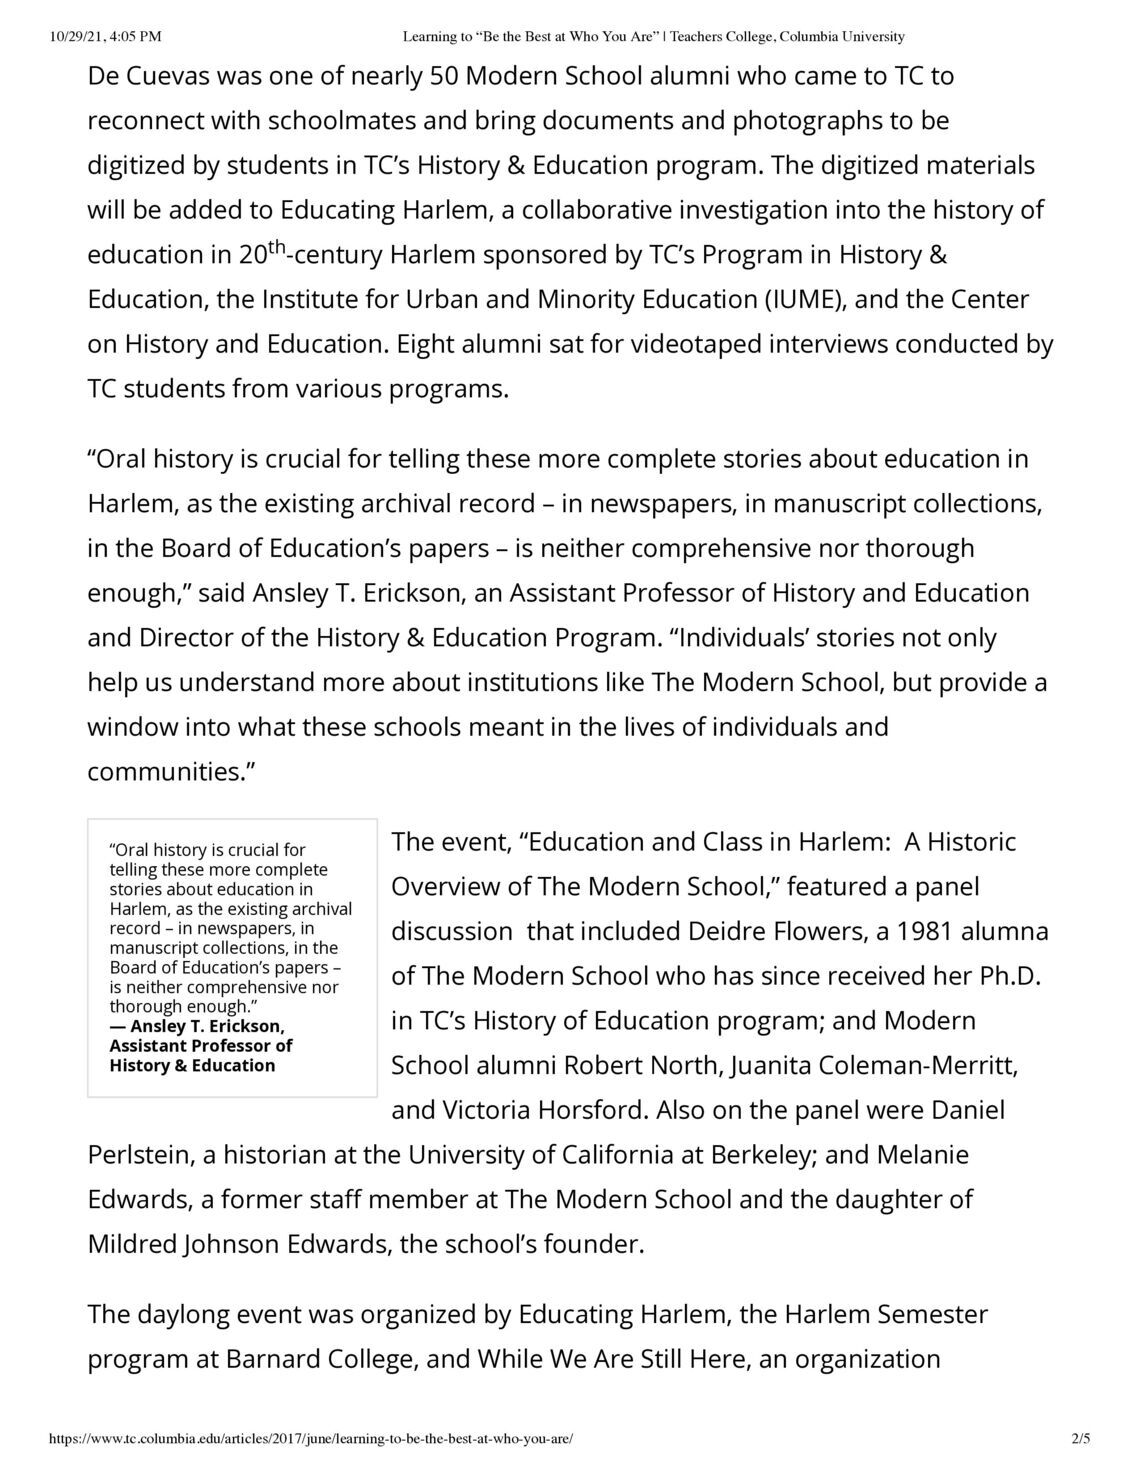 10/29/21, 4:05 PM
Learning to “Be the Best at Who You Are” | Teachers College, Columbia University
De Cuevas was one of nearly 50 Modern School alumni who came to TC to
reconnect with schoolmates and bring documents and photographs to be
digitized by students in TC’s History & Education program. The digitized materials
will be added to Educating Harlem, a collaborative investigation into the history of
education in 20th-century Harlem sponsored by TC’s Program in History &
Education, the Institute for Urban and Minority Education (IUME), and the Center
on History and Education. Eight alumni sat for videotaped interviews conducted by
TC students from various programs.
“Oral history is crucial for telling these more complete stories about education in
Harlem, as the existing archival record – in newspapers, in manuscript collections,
in the Board of Education’s papers – is neither comprehensive nor thorough
enough,” said Ansley T. Erickson, an Assistant Professor of History and Education
and Director of the History & Education Program. “Individuals’ stories not only
help us understand more about institutions like The Modern School, but provide a
window into what these schools meant in the lives of individuals and
communities.”
“Oral history is crucial for
telling these more complete
stories about education in
Harlem, as the existing archival
record – in newspapers, in
manuscript collections, in the
Board of Education’s papers –
is neither comprehensive nor
thorough enough.”
— Ansley T. Erickson,
Assistant Professor of
History & Education
The event, “Education and Class in Harlem:  A Historic
Overview of The Modern School,” featured a panel
discussion  that included Deidre Flowers, a 1981 alumna
of The Modern School who has since received her Ph.D.
in TC’s History of Education program; and Modern
School alumni Robert North, Juanita Coleman-Merritt,
and Victoria Horsford. Also on the panel were Daniel
Perlstein, a historian at the University of California at Berkeley; and Melanie
Edwards, a former staff member at The Modern School and the daughter of
Mildred Johnson Edwards, the school’s founder.
The daylong event was organized by Educating Harlem, the Harlem Semester
program at Barnard College, and While We Are Still Here, an organization
https://www.tc.columbia.edu/articles/2017/june/learning-to-be-the-best-at-who-you-are/
2/5